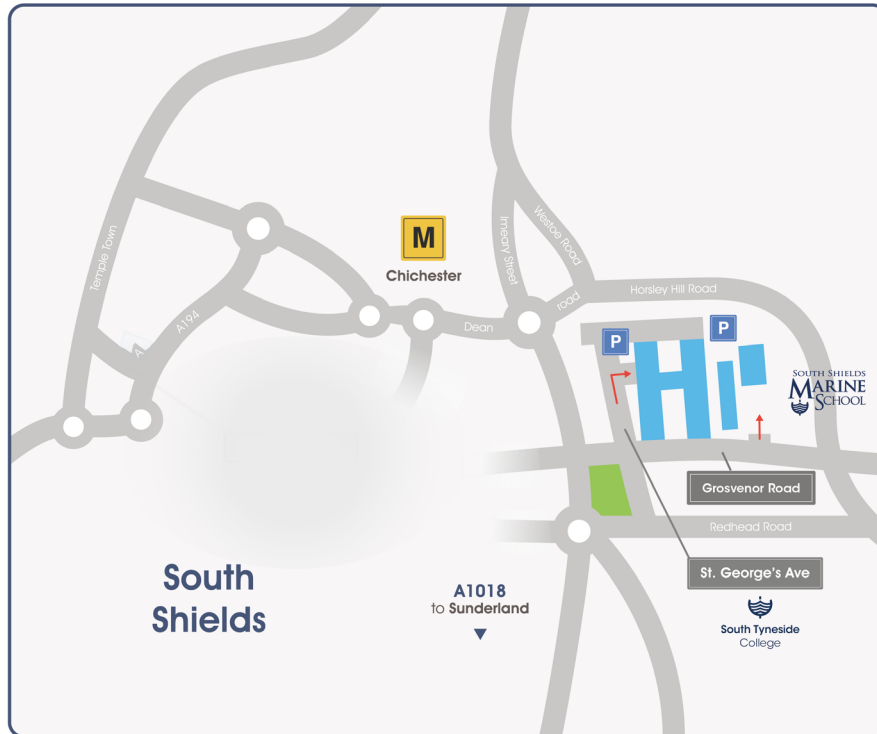 Temple Town
A194
A
M
Chichester
Dean
road
Imeary Street
Westoe Road
Horsley Hill Road
P
P
SOUTH SHIELDS
MARINE
SCHOOL
Grosvenor Road
Redhead Road
St. George's Ave
South
Shields
A1018
to Sunderland
South Tyneside
College